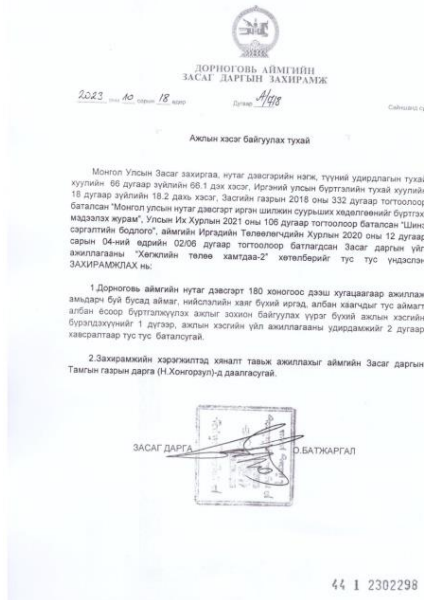 ДОРНОГОВЬ АЙМГИЙН
ЗАСАГ ДАРГЫН ЗАХИРАМЖ
2023 оны 10 сарын 18 өдөр
Дугаар А/
Ажлын хэсэг байгуулах тухай
Монгол Улсын Засаг захиргаа, нутаг дэвсгэрийн нэгж, түүний удирдлагын тухай
хуулийн 66 дугаар зүйлийн 66.1 дэх хэсэг, Иргэний улсын бүртгэлийн тухай хуулийн
18 дугаар зүйлийн 18.2 дахь хэсэг, Засгийн газрын 2018 оны 332 дугаар тогтоолоор
баталсан "Монгол улсын нутаг дэвсгэрт иргэн шилжин суурьших хөдөлгөөнийг бүртгэх
мэдээлэх журам", Улсын Их Хурлын 2021 оны 106 дугаар тогтоолоор баталсан "Шинэ
сэргэлтийн бодлого", аймгийн Иргэдийн Төлөөлөгчдийн Хурлын 2020 оны 12 дугаар
сарын 04-ний өдрийн 02/06 дугаар тогтоолоор батлагдсан Засаг даргын үйл
ажиллагааны "Хөгжлийн төлөө хамтдаа-2" хөтөлбөрийг тус тус үндэслэн
ЗАХИРАМЖЛАХ нь:
1.Дорноговь аймгийн нутаг дэвсгэрт 180 хоногоос дээш хугацаагаар ажиллаж
амьдарч буй бусад аймаг, нийслэлийн хаяг бүхий иргэд, албан хаагчдыг тус аймагт
албан ёсоор бүртгэлжүүлэх ажлыг зохион байгуулах үүрэг бүхий ажлын хэсгийн
бүрэлдэхүүнийг 1 дүгээр, ажлын хэсгийн үйл ажиллагааны удирдамжийг 2 дугаар
хавсралтаар тус тус баталсугай.
2.Захирамжийн хэрэгжилтэд хяналт тавьж ажиллахыг аймгийн Засаг даргын
Тамгын газрын дарга (Н.Хонгорзул)-д даалгасугай.
ЗАСАГ ДАРГА О.БАТЖАРГАЛ
44 1 2302298